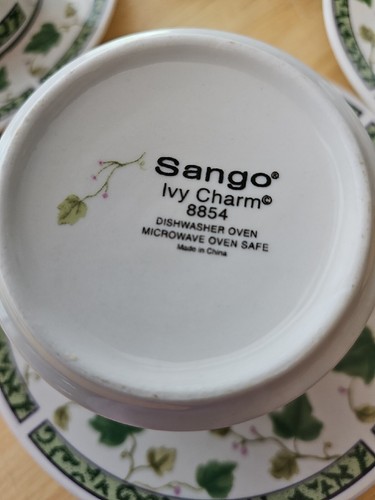 Sango®
Ivy Charm©
8854
DISHWASHER OVEN
MICROWAVE OVEN SAFE
Made in China